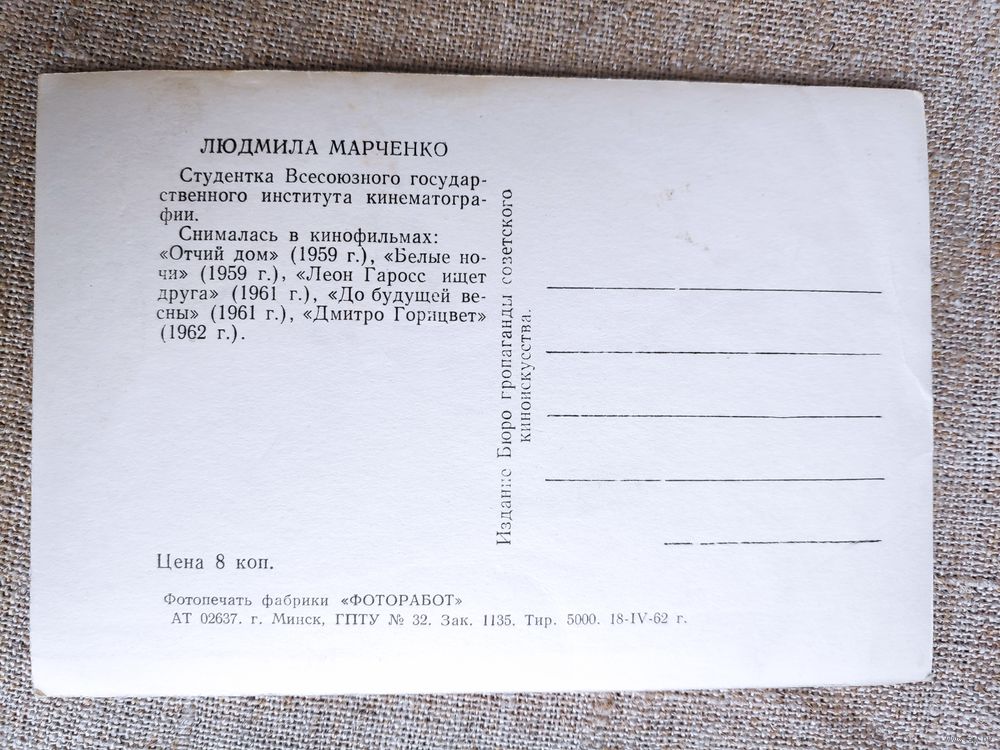 ЛЮДМИЛА МАРЧЕНКО
Студентка Всесоюзного государ-
ственного института кинематогра-
фии.
Снималась в кинофильмах:
«Отчий дом» (1959 г.), «Белые но-
чи» (1959 г.), «Леон Гаросс ищет
друга» (1961 г.), «До будущей ве-
сны» (1961 г.), «Дмитро Горицвет»
(1962 г.).
Издание Бюро пропаганды советского
киноискусства.
Цена 8 коп.
Фотопечать фабрики «ФОТОРАБОТ»
АТ 02637. г. Минск, ГПТУ № 32. Зак. 1135. Тир. 5000. 18-IV-62 г.